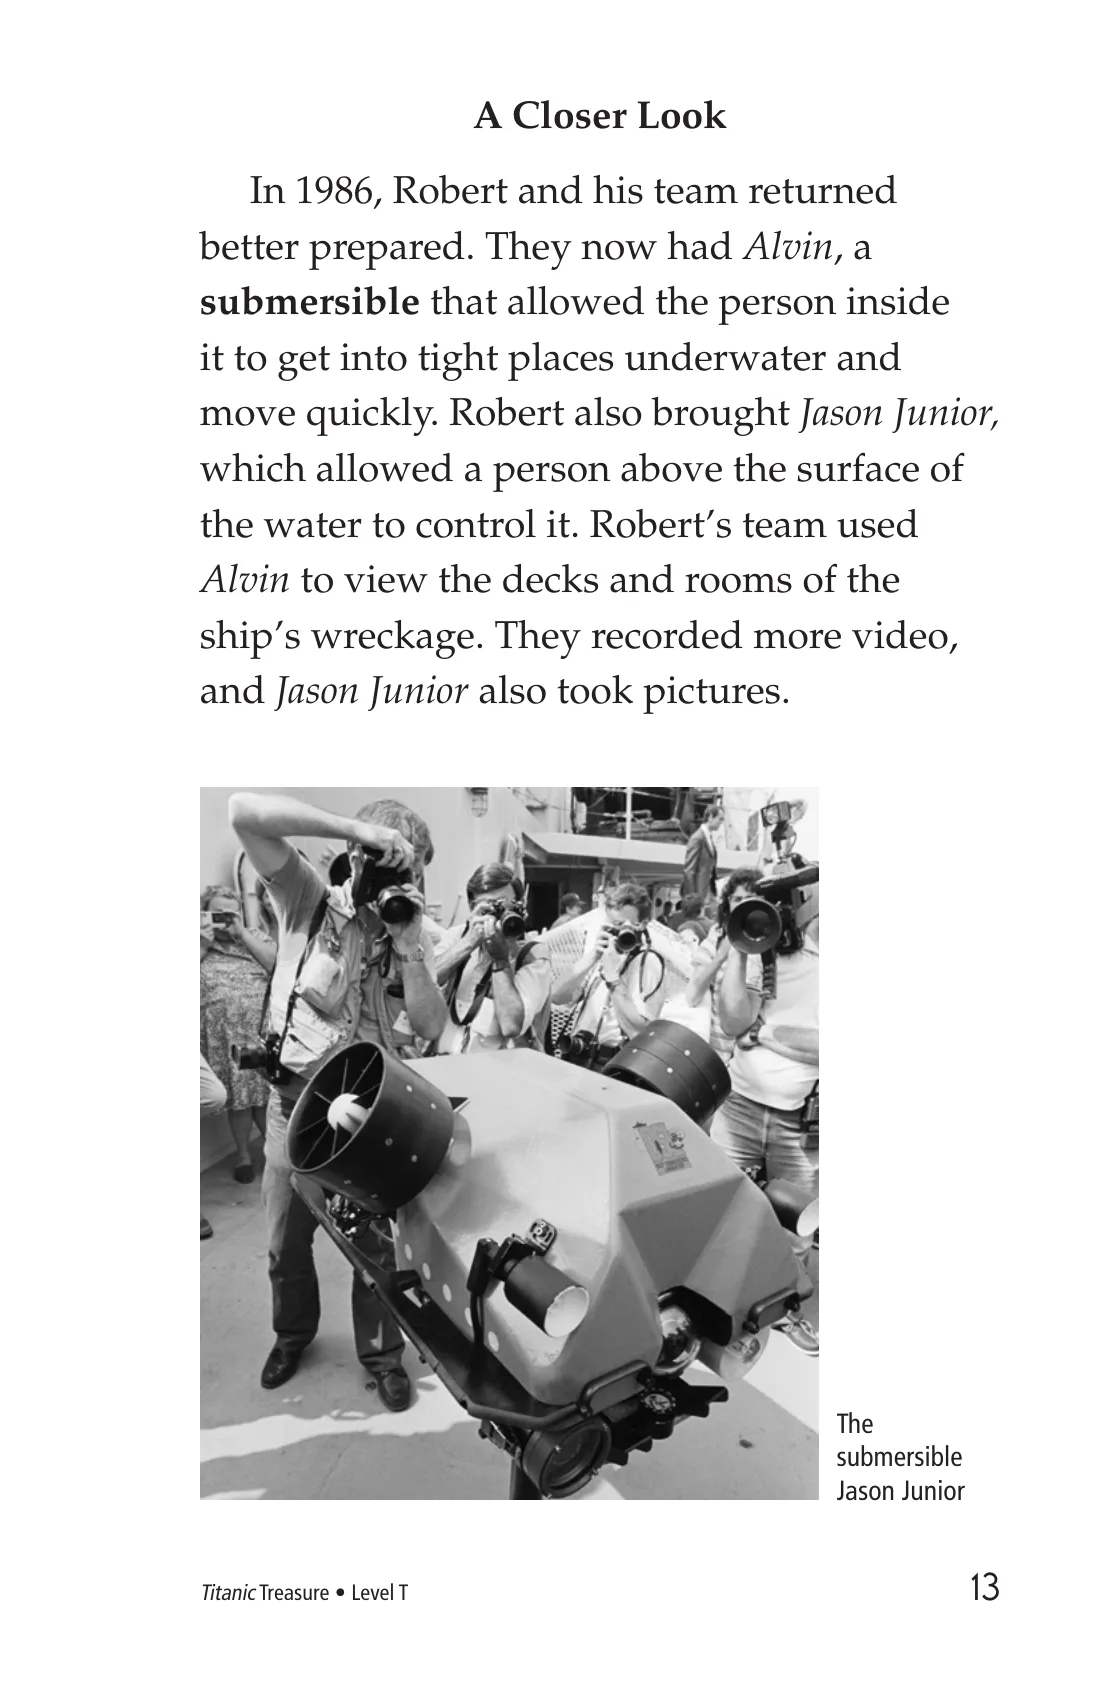 A Closer Look
In 1986, Robert and his team returned
better prepared. They now had Alvin, a
submersible that allowed the person inside
it to get into tight places underwater and
move quickly. Robert also brought Jason Junior,
which allowed a person above the surface of
the water to control it. Robert’s team used
Alvin to view the decks and rooms of the
ship’s wreckage. They recorded more video,
and Jason Junior also took pictures.
The
submersible
Jason Junior
Titanic Treasure • Level T
13